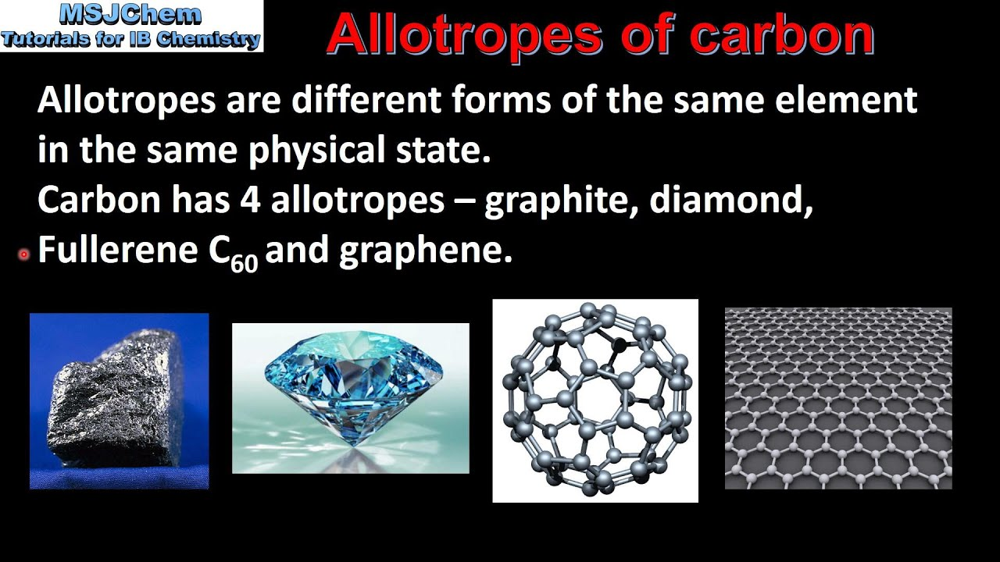 MSJChem
Tutorials for IB Chemistry
Allotropes of carbon
Allotropes are different forms of the same element
in the same physical state.
Carbon has 4 allotropes – graphite, diamond,
Fullerene C₆₀ and graphene.